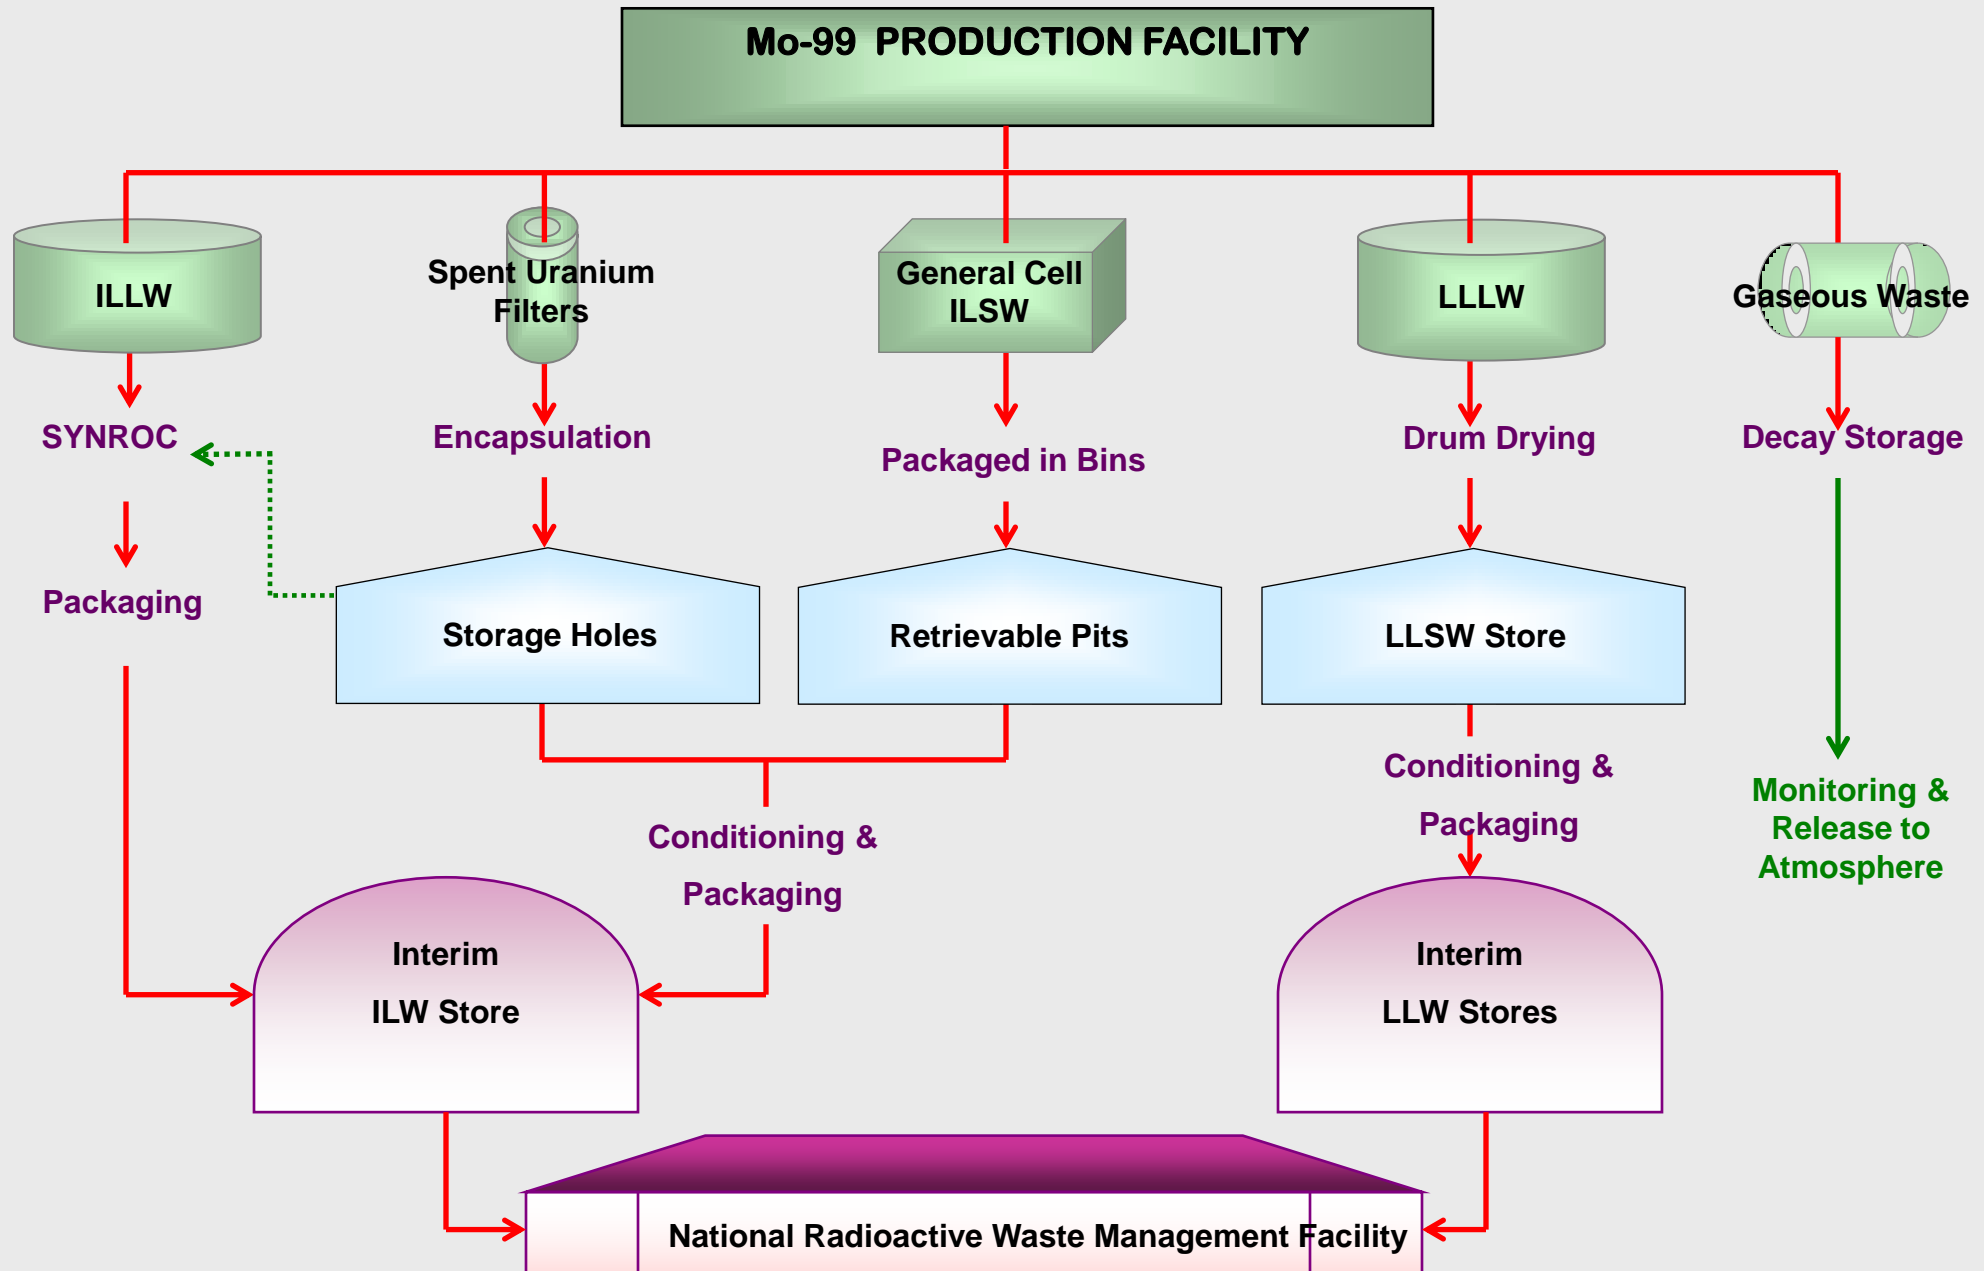 Mo-99 PRODUCTION FACILITY
ILLW
Spent Uranium
Filters
General Cell
ILSW
LLLW
Gaseous Waste
SYNROC
Encapsulation
Packaged in Bins
Drum Drying
Decay Storage
Packaging
Storage Holes
Retrievable Pits
LLSW Store
Conditioning &
Packaging
Conditioning &
Packaging
Monitoring &
Release to
Atmosphere
Interim
ILW Store
Interim
LLW Stores
National Radioactive Waste Management Facility